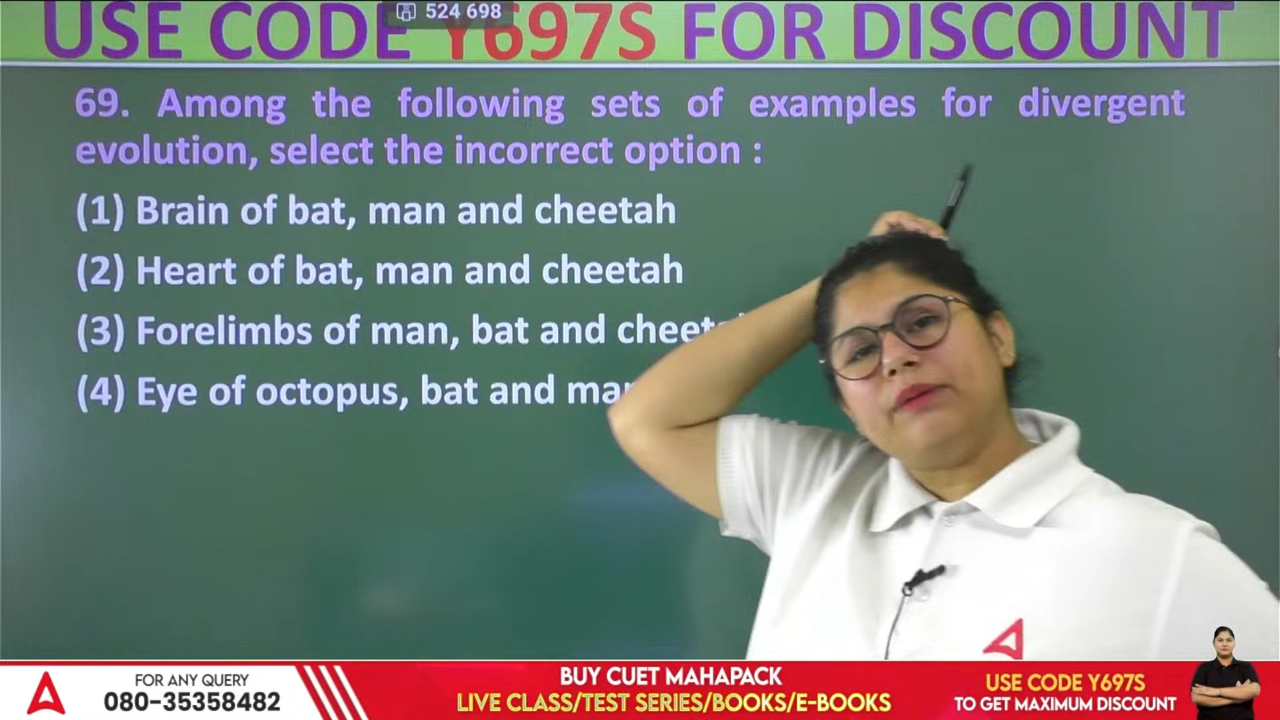 USE CODE Y697S FOR DISCOUNT
524 698
69. Among the following sets of examples for divergent
evolution, select the incorrect option :
(1) Brain of bat, man and cheetah
(2) Heart of bat, man and cheetah
(3) Forelimbs of man, bat and
(4) Eye of octopus, bat and
FOR ANY QUERY
080-35358482
BUY CUET MAHAPACK
LIVE CLASS/TEST SERIES/BOOKS/E-BOOKS
USE CODE Y697S
TO GET MAXIMUM DISCOUNT